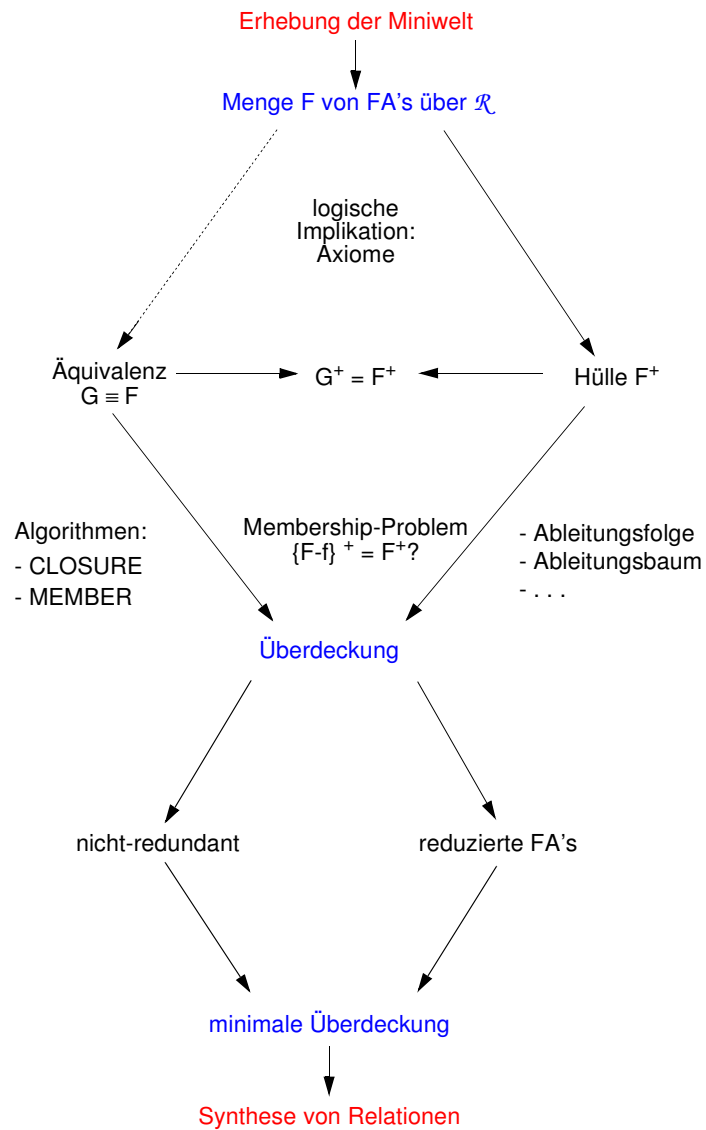 Erhebung der Miniwelt
Menge F von FA's über ℛ
logische
Implikation:
Axiome
Äquivalenz
G ≡ F
G⁺ = F⁺
Hülle F⁺
Algorithmen:
- CLOSURE
- MEMBER
Membership-Problem
{F-f} ⁺ = F⁺?
- Ableitungsfolge
- Ableitungsbaum
- . . .
Überdeckung
nicht-redundant
reduzierte FA's
minimale Überdeckung
Synthese von Relationen